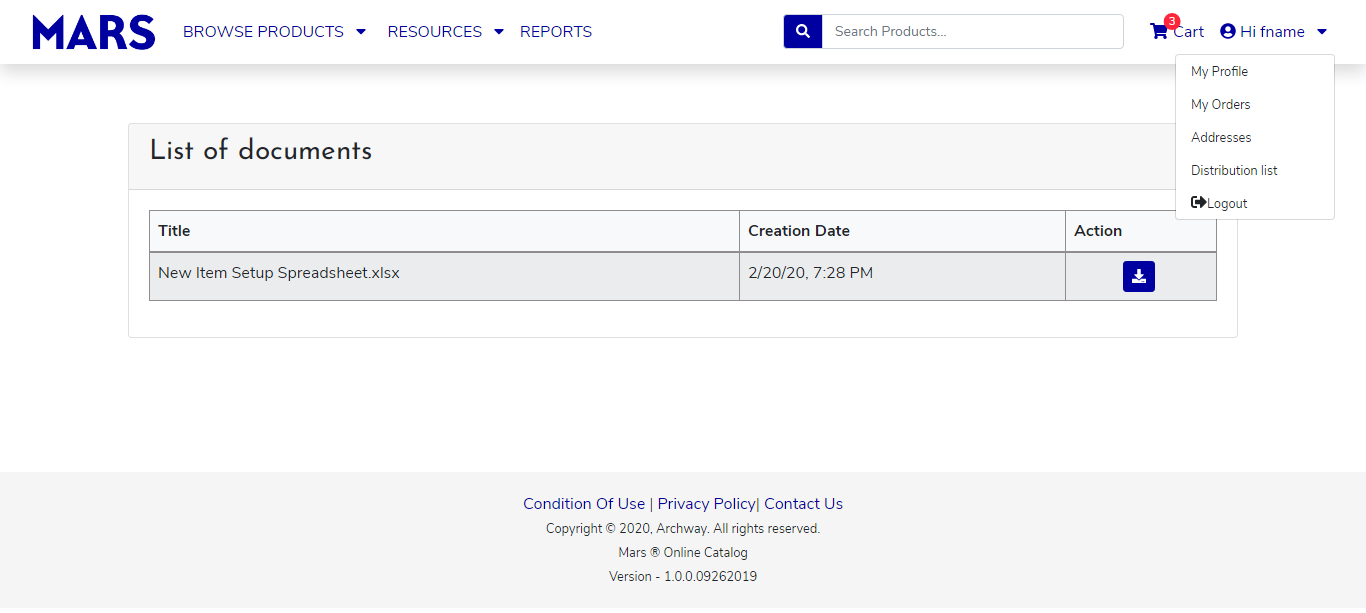 MARS BROWSE PRODUCTS RESOURCES REPORTS Search Products... 3 Cart Hi fname
My Profile
My Orders
Addresses
Distribution list
Logout
List of documents
Title Creation Date Action
New Item Setup Spreadsheet.xlsx 2/20/20, 7:28 PM
Condition Of Use | Privacy Policy| Contact Us
Copyright © 2020, Archway. All rights reserved.
Mars ® Online Catalog
Version - 1.0.0.09262019